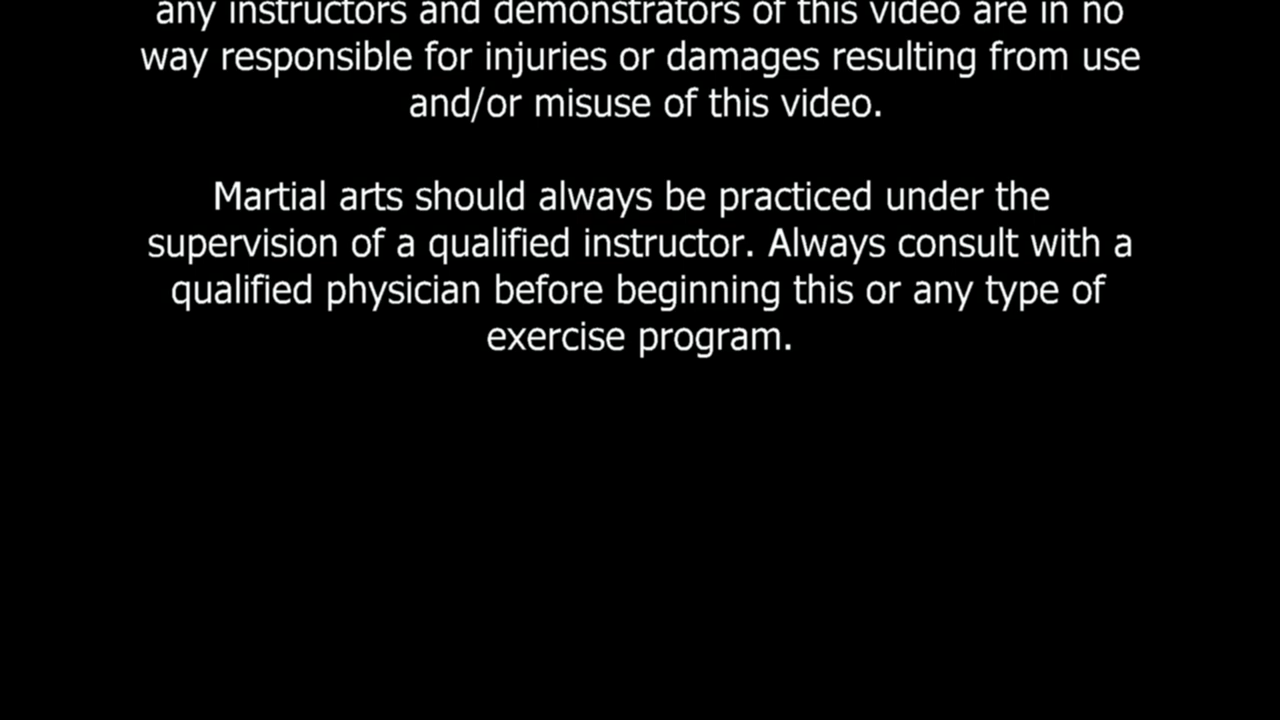 any instructors and demonstrators of this video are in no
way responsible for injuries or damages resulting from use
and/or misuse of this video.
Martial arts should always be practiced under the
supervision of a qualified instructor. Always consult with a
qualified physician before beginning this or any type of
exercise program.